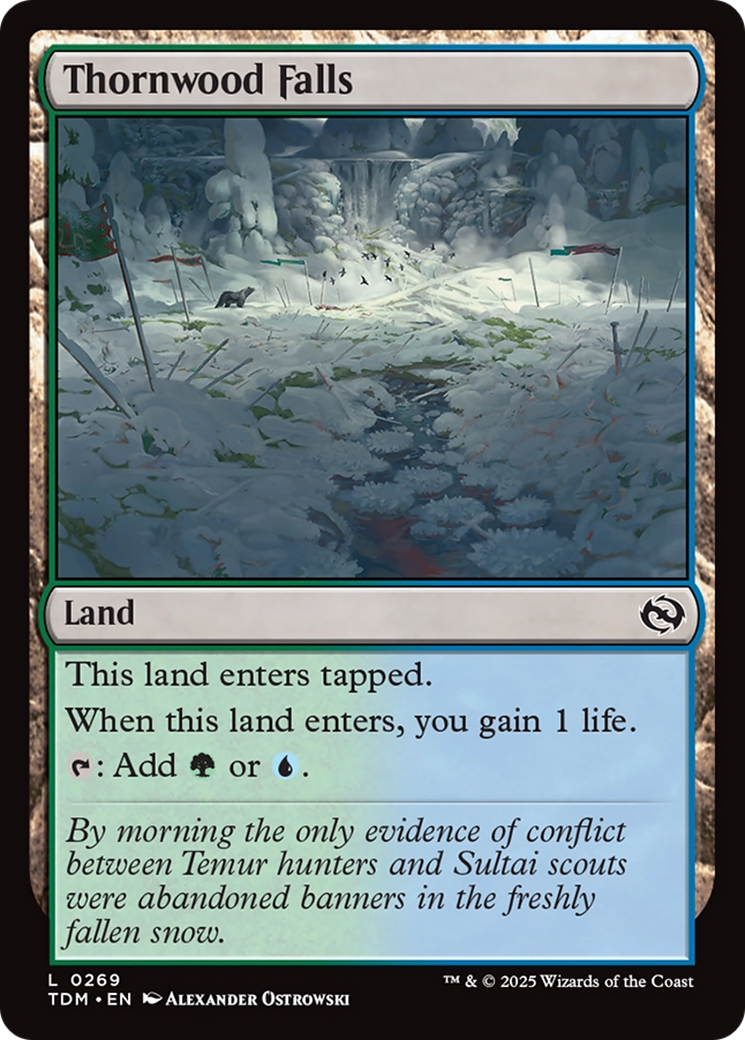 Thornwood Falls
Land
This land enters tapped.
When this land enters, you gain 1 life.
: Add or .
By morning the only evidence of conflict
between Temur hunters and Sultai scouts
were abandoned banners in the freshly
fallen snow.
L 0269
TDM • EN Alexander Ostrowski
™ & © 2025 Wizards of the Coast